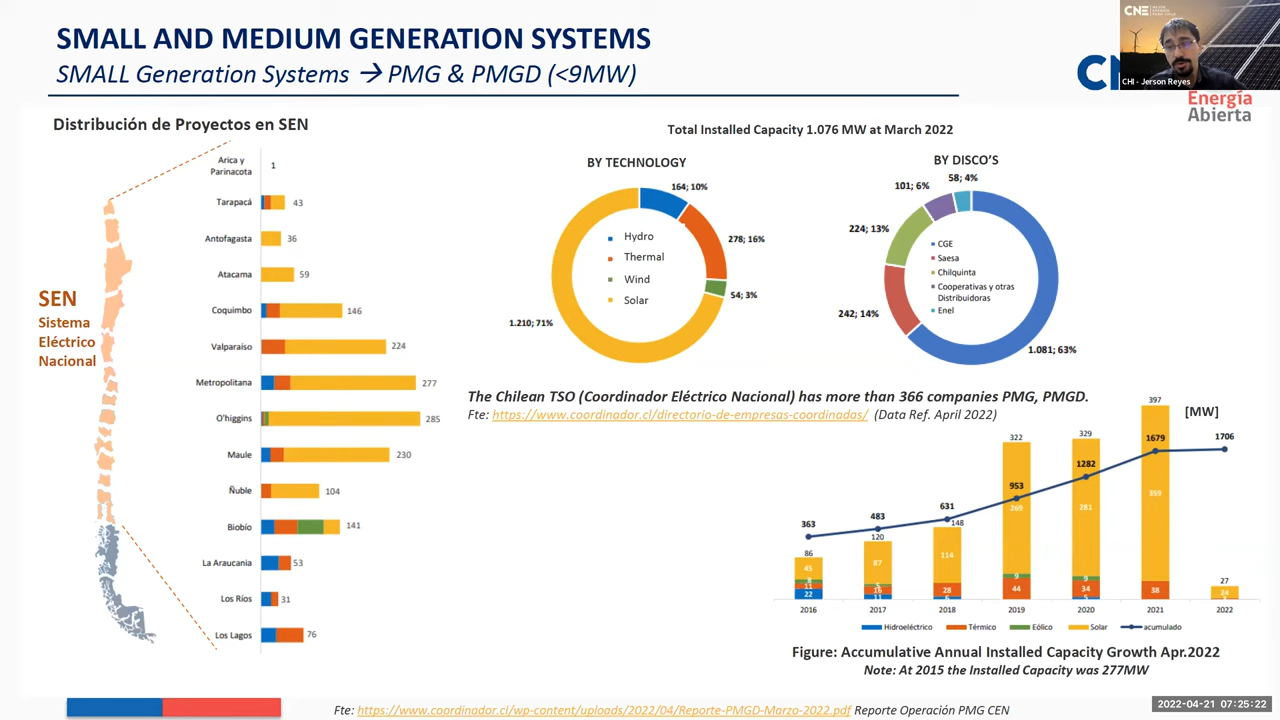 SMALL AND MEDIUM GENERATION SYSTEMS
SMALL Generation Systems → PMG & PMGD (<9MW)
CNE
CHI - Jerson Reyes
Energía
Abierta
Distribución de Proyectos en SEN
Total Installed Capacity 1.076 MW at March 2022
SEN
Sistema
Eléctrico
Nacional
Arica y
Parinacota 1
Tarapacá 43
Antofagasta 36
Atacama 59
Coquimbo 146
Valparaíso 224
Metropolitana 277
O'higgins 285
Maule 230
Ñuble 104
Biobío 141
La Araucanía 53
Los Ríos 31
Los Lagos 76
BY TECHNOLOGY
164; 10%
278; 16%
54; 3%
1.210; 71%
Hydro
Thermal
Wind
Solar
BY DISCO'S
58; 4%
101; 6%
224; 13%
242; 14%
1.081; 63%
CGE
Saesa
Chilquinta
Cooperativas y otras
Distribuidoras
Enel
The Chilean TSO (Coordinador Eléctrico Nacional) has more than 366 companies PMG, PMGD.
Fte: https://www.coordinador.cl/directorio-de-empresas-coordinadas/ (Data Ref. April 2022)
[MW]
363 483 631 953 1282 1679 1706
86 120 148 322 329 397 27
45 87 114 269 281 359 24
8 5 9 9
11 16 28 44 34 38
22 11 6 5
2016 2017 2018 2019 2020 2021 2022
Hidroeléctrico Térmico Eólico Solar acumulado
Figure: Accumulative Annual Installed Capacity Growth Apr.2022
Note: At 2015 the Installed Capacity was 277MW
Fte: https://www.coordinador.cl/wp-content/uploads/2022/04/Reporte-PMGD-Marzo-2022.pdf Reporte Operación PMG CEN
2022-04-21 07:25:22